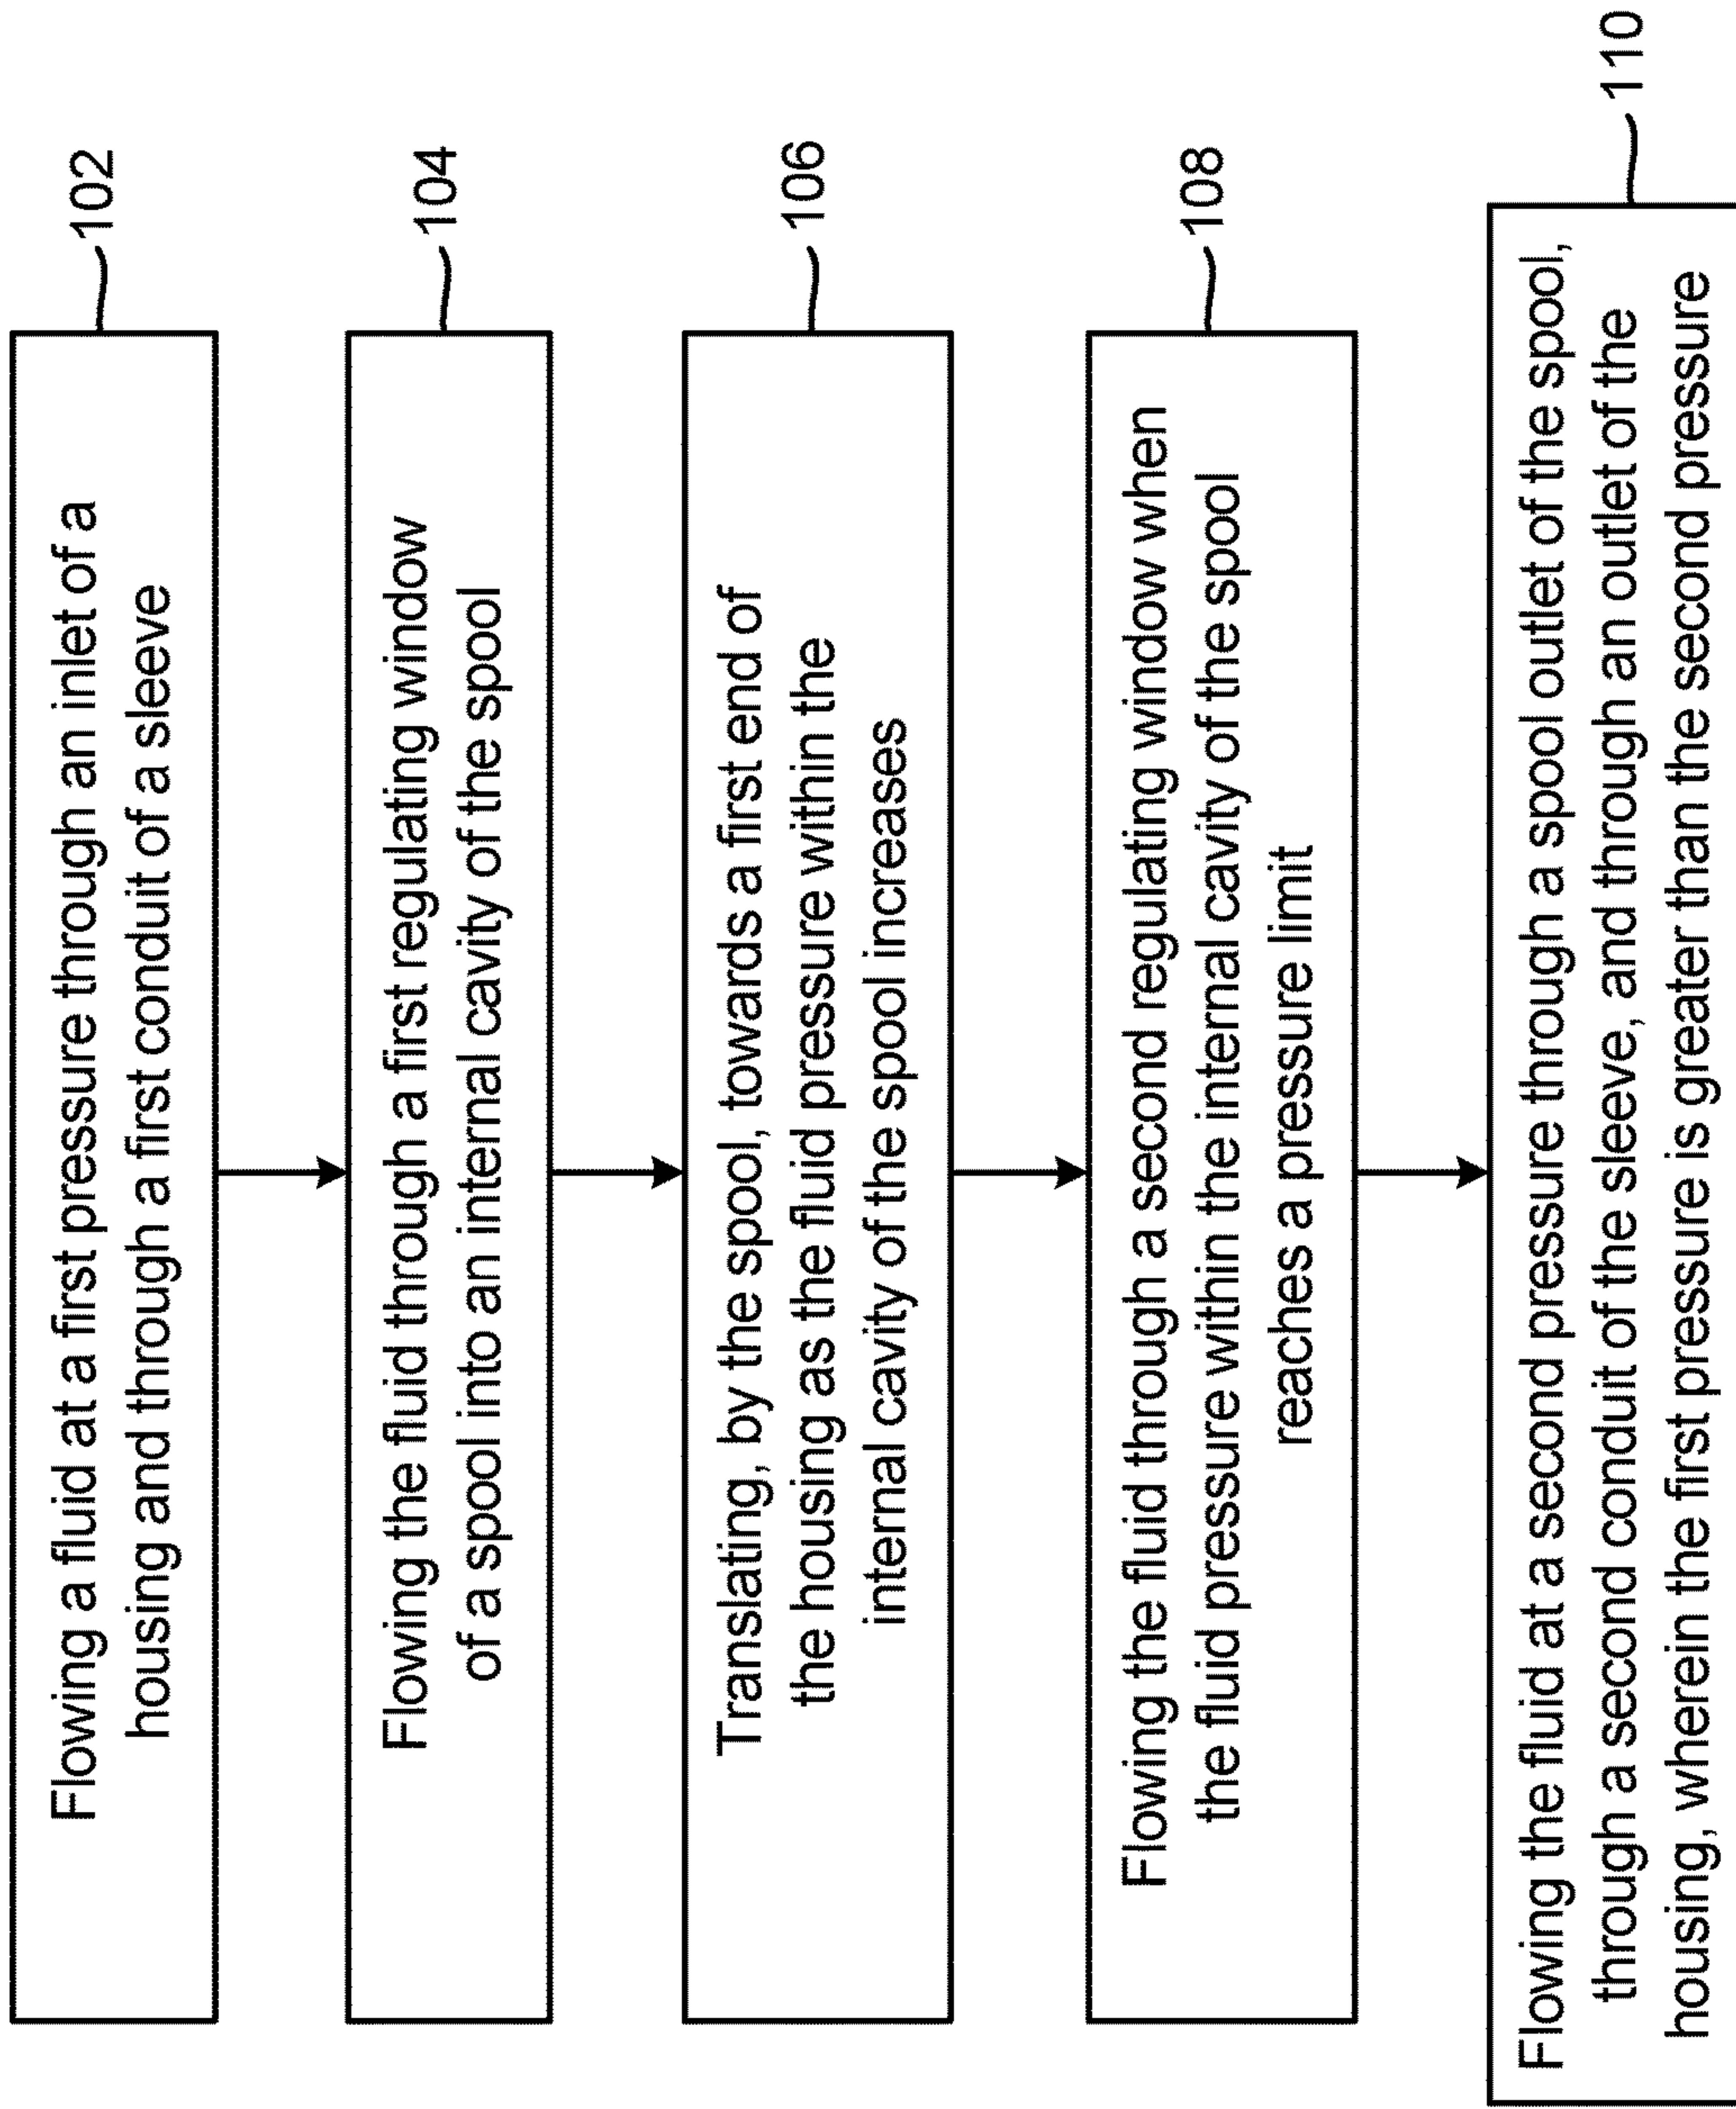 Flowing a fluid at a first pressure through an inlet of a
housing and through a first conduit of a sleeve
102
Flowing the fluid through a first regulating window
of a spool into an internal cavity of the spool
104
Translating, by the spool, towards a first end of
the housing as the fluid pressure within the
internal cavity of the spool increases
106
Flowing the fluid through a second regulating window when
the fluid pressure within the internal cavity of the spool
reaches a pressure limit
108
Flowing the fluid at a second pressure through a spool outlet of the spool,
through a second conduit of the sleeve, and through an outlet of the
housing, wherein the first pressure is greater than the second pressure
110